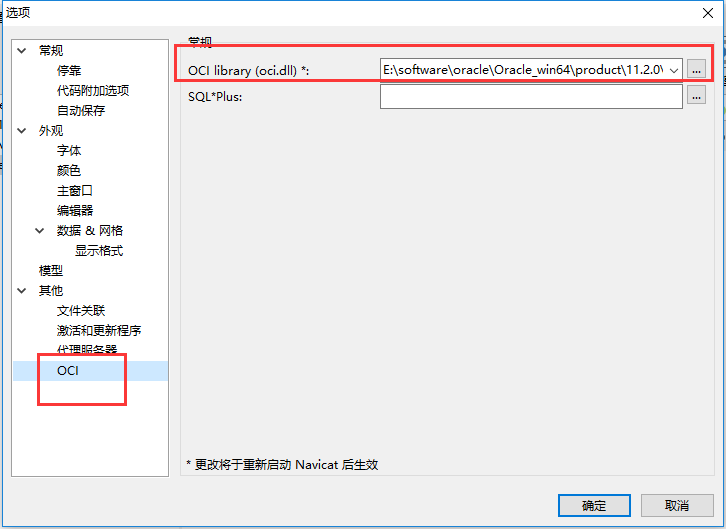 选项
常规
停靠
代码附加选项
自动保存
外观
字体
颜色
主窗口
编辑器
数据 & 网格
显示格式
模型
其他
文件关联
激活和更新程序
代理服务器
OCI
常规
OCI library (oci.dll) *:
E:\software\oracle\Oracle_win64\product\11.2.0\
...
SQL*Plus:
...
* 更改将于重新启动 Navicat 后生效
确定
取消